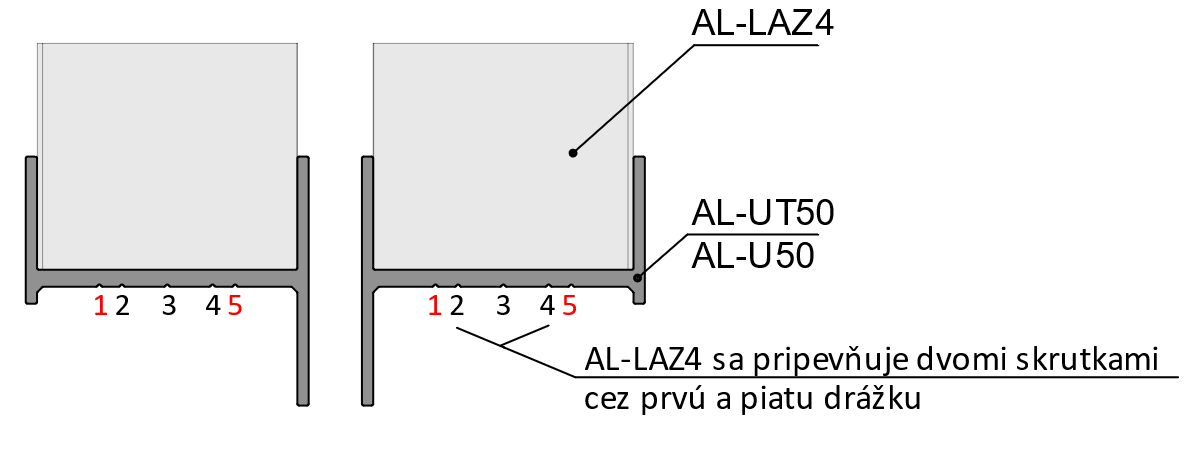 AL-LAZ4
AL-UT50
AL-U50
1 2 3 4 5
1 2 3 4 5
AL-LAZ4 sa pripevňuje dvomi skrutkami
cez prvú a piatu drážku